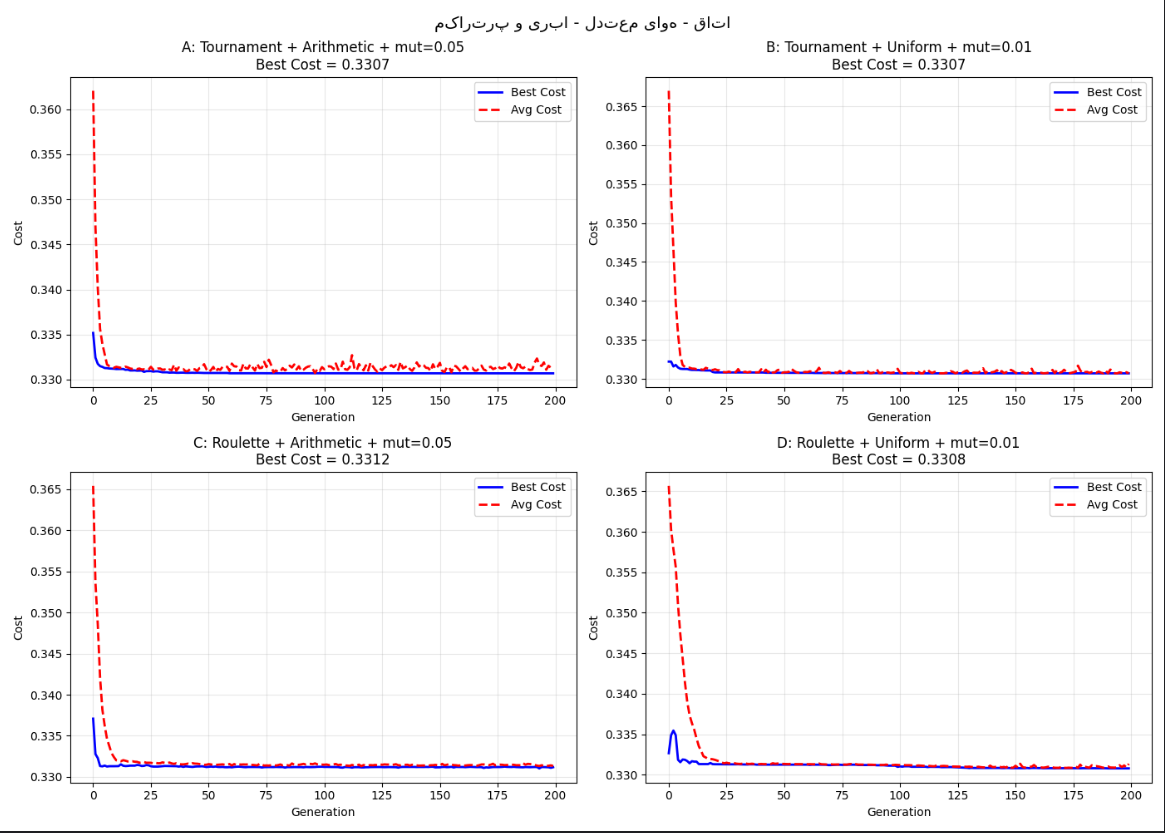 اتاق - هوای معتدل - ابری و پرتراکم
A: Tournament + Arithmetic + mut=0.05
Best Cost = 0.3307
Best Cost
Avg Cost
0.360
0.355
0.350
0.345
0.340
0.335
0.330
Cost
0 25 50 75 100 125 150 175 200
Generation
B: Tournament + Uniform + mut=0.01
Best Cost = 0.3307
Best Cost
Avg Cost
0.365
0.360
0.355
0.350
0.345
0.340
0.335
0.330
Cost
0 25 50 75 100 125 150 175 200
Generation
C: Roulette + Arithmetic + mut=0.05
Best Cost = 0.3312
Best Cost
Avg Cost
0.365
0.360
0.355
0.350
0.345
0.340
0.335
0.330
Cost
0 25 50 75 100 125 150 175 200
Generation
D: Roulette + Uniform + mut=0.01
Best Cost = 0.3308
Best Cost
Avg Cost
0.365
0.360
0.355
0.350
0.345
0.340
0.335
0.330
Cost
0 25 50 75 100 125 150 175 200
Generation